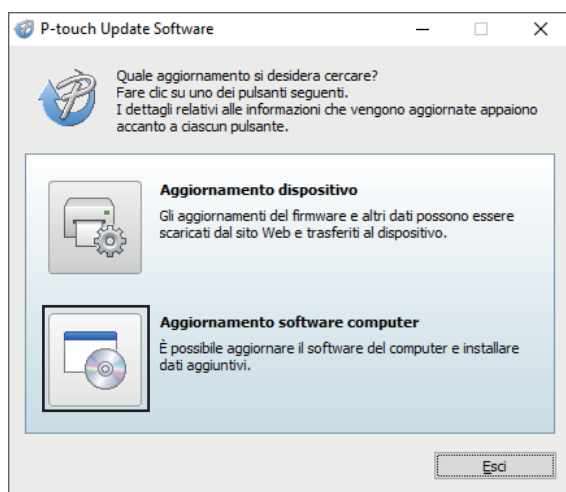 P-touch Update Software
Quale aggiornamento si desidera cercare?
Fare clic su uno dei pulsanti seguenti.
I dettagli relativi alle informazioni che vengono aggiornate appaiono
accanto a ciascun pulsante.
Aggiornamento dispositivo
Gli aggiornamenti del firmware e altri dati possono essere
scaricati dal sito Web e trasferiti al dispositivo.
Aggiornamento software computer
È possibile aggiornare il software del computer e installare
dati aggiuntivi.
Esci